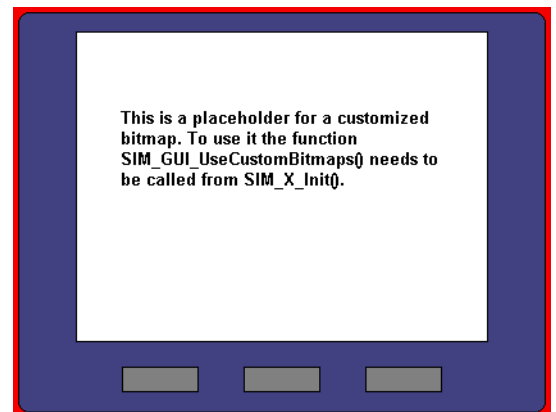 This is a placeholder for a customized
bitmap. To use it the function
SIM_GUI_UseCustomBitmaps() needs to
be called from SIM_X_Init().